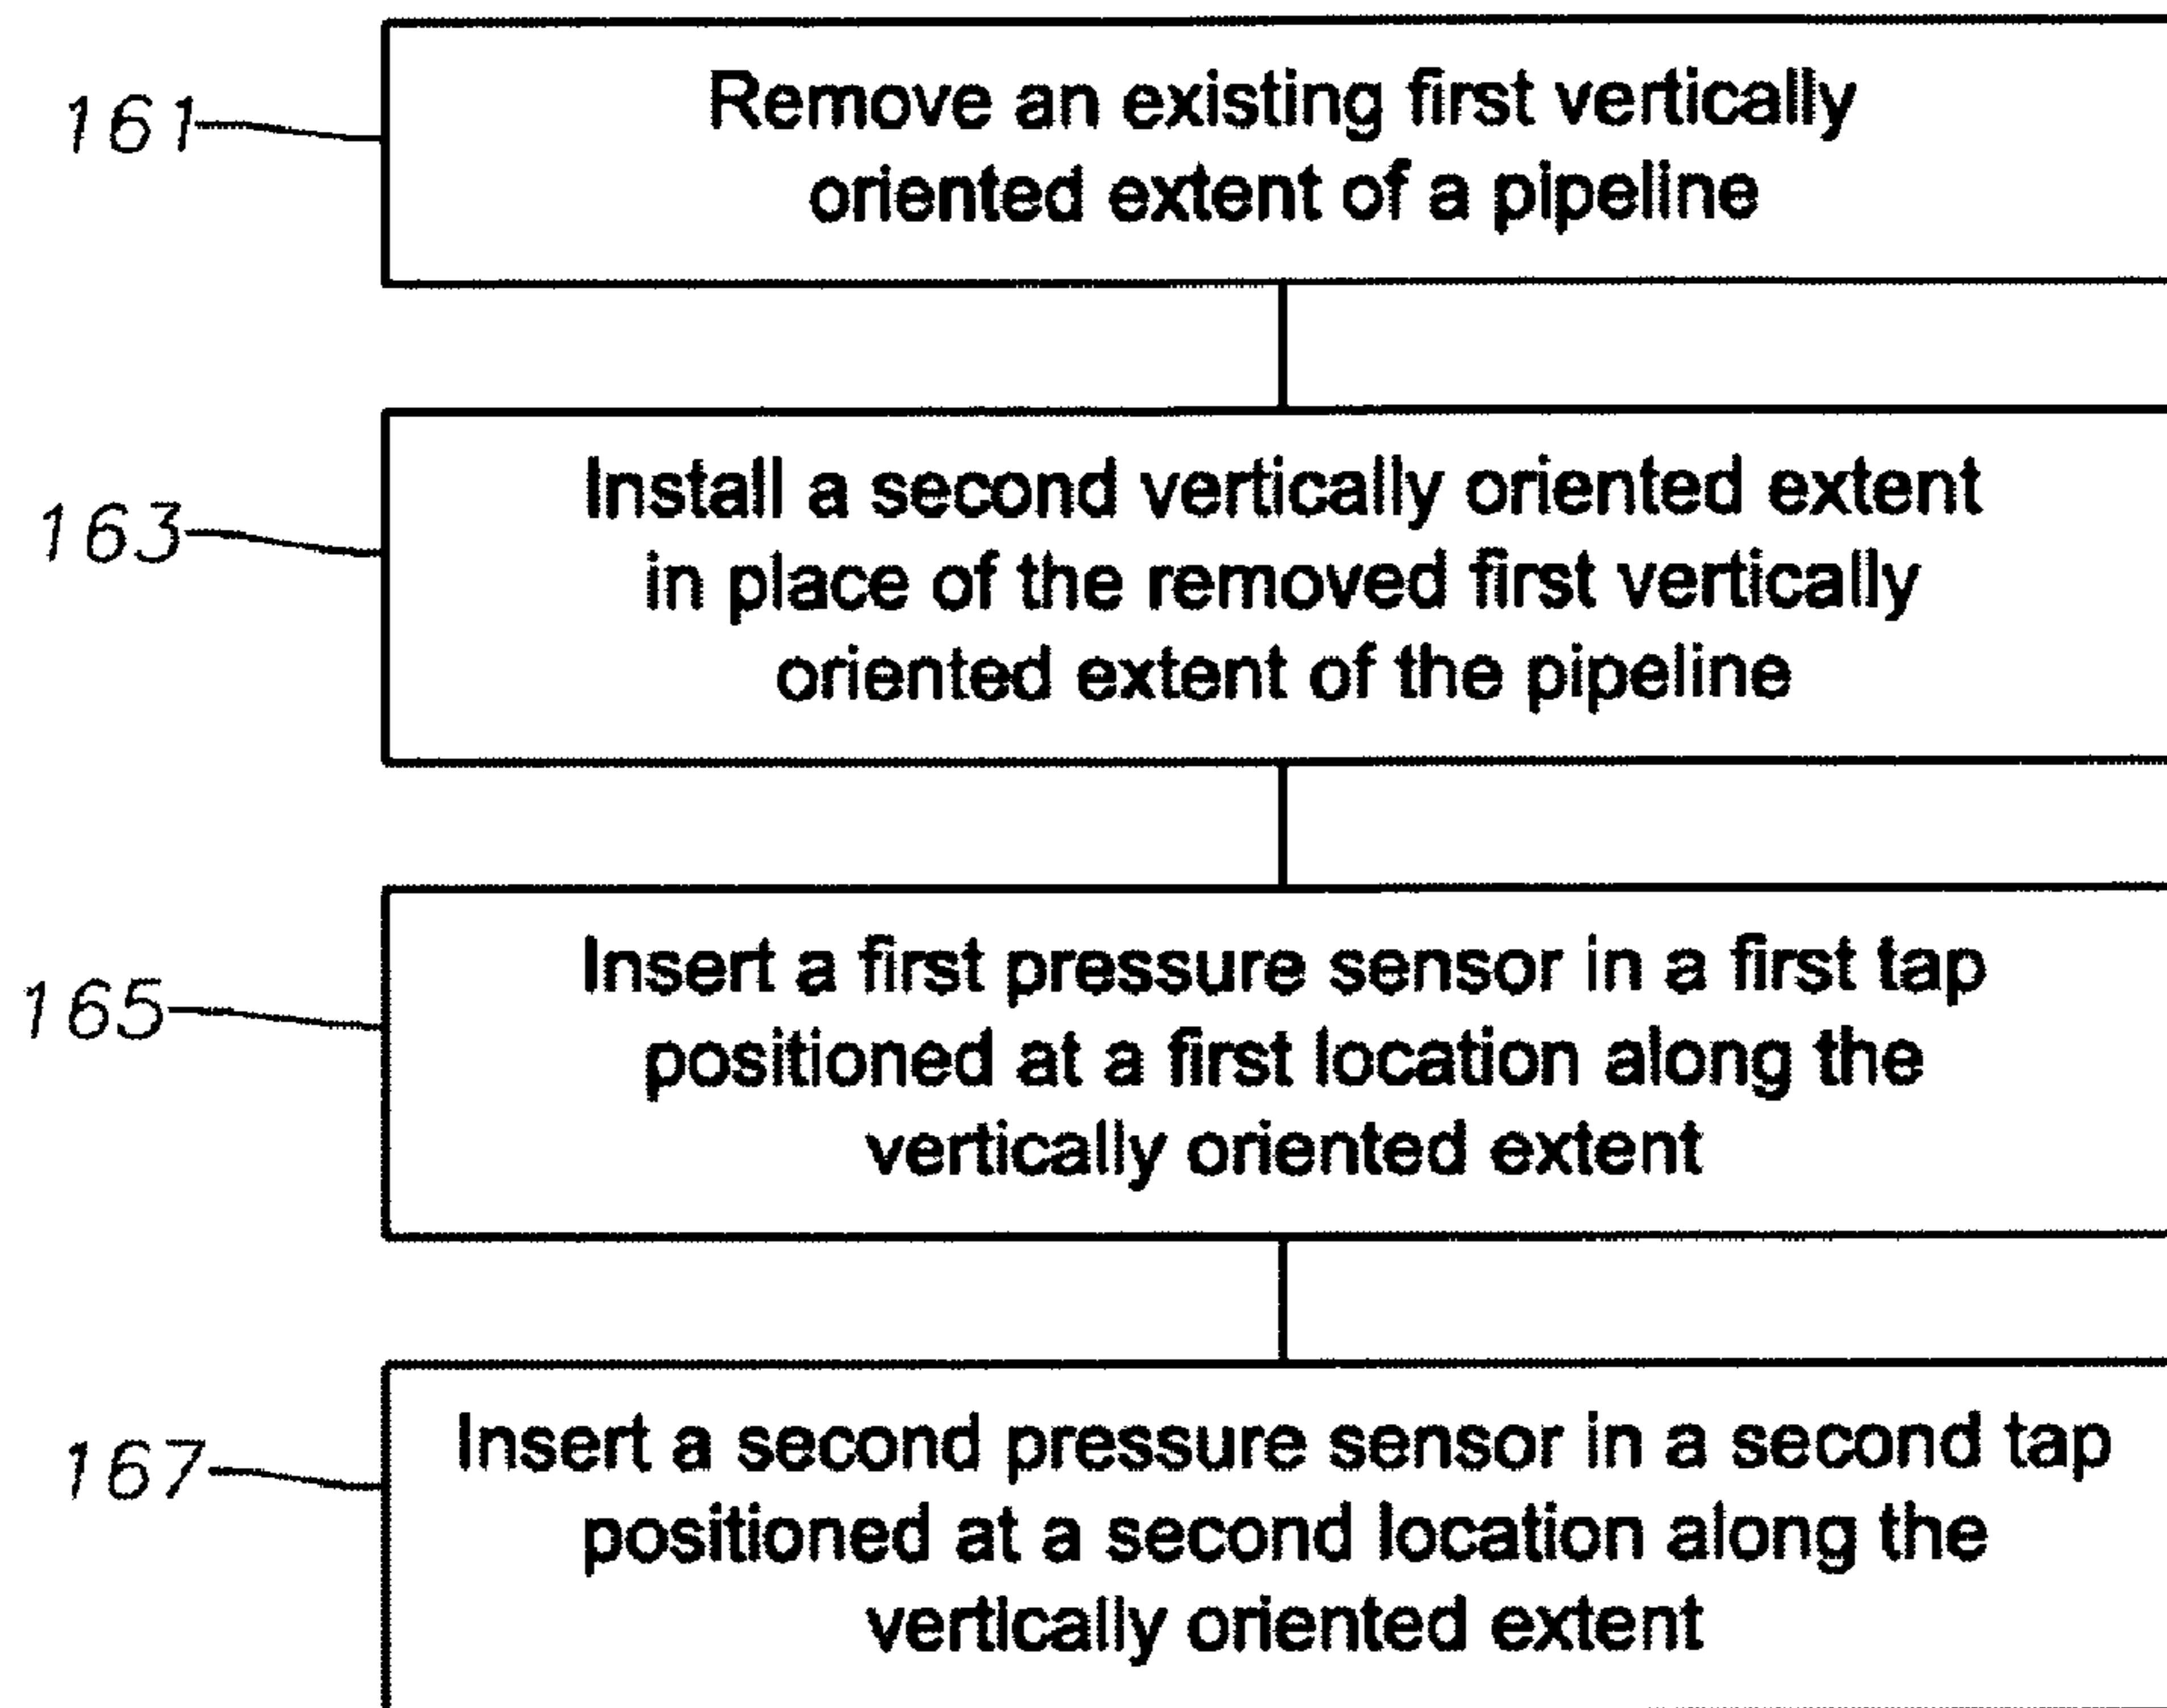 161
Remove an existing first vertically
oriented extent of a pipeline
163
Install a second vertically oriented extent
in place of the removed first vertically
oriented extent of the pipeline
165
Insert a first pressure sensor in a first tap
positioned at a first location along the
vertically oriented extent
167
Insert a second pressure sensor in a second tap
positioned at a second location along the
vertically oriented extent